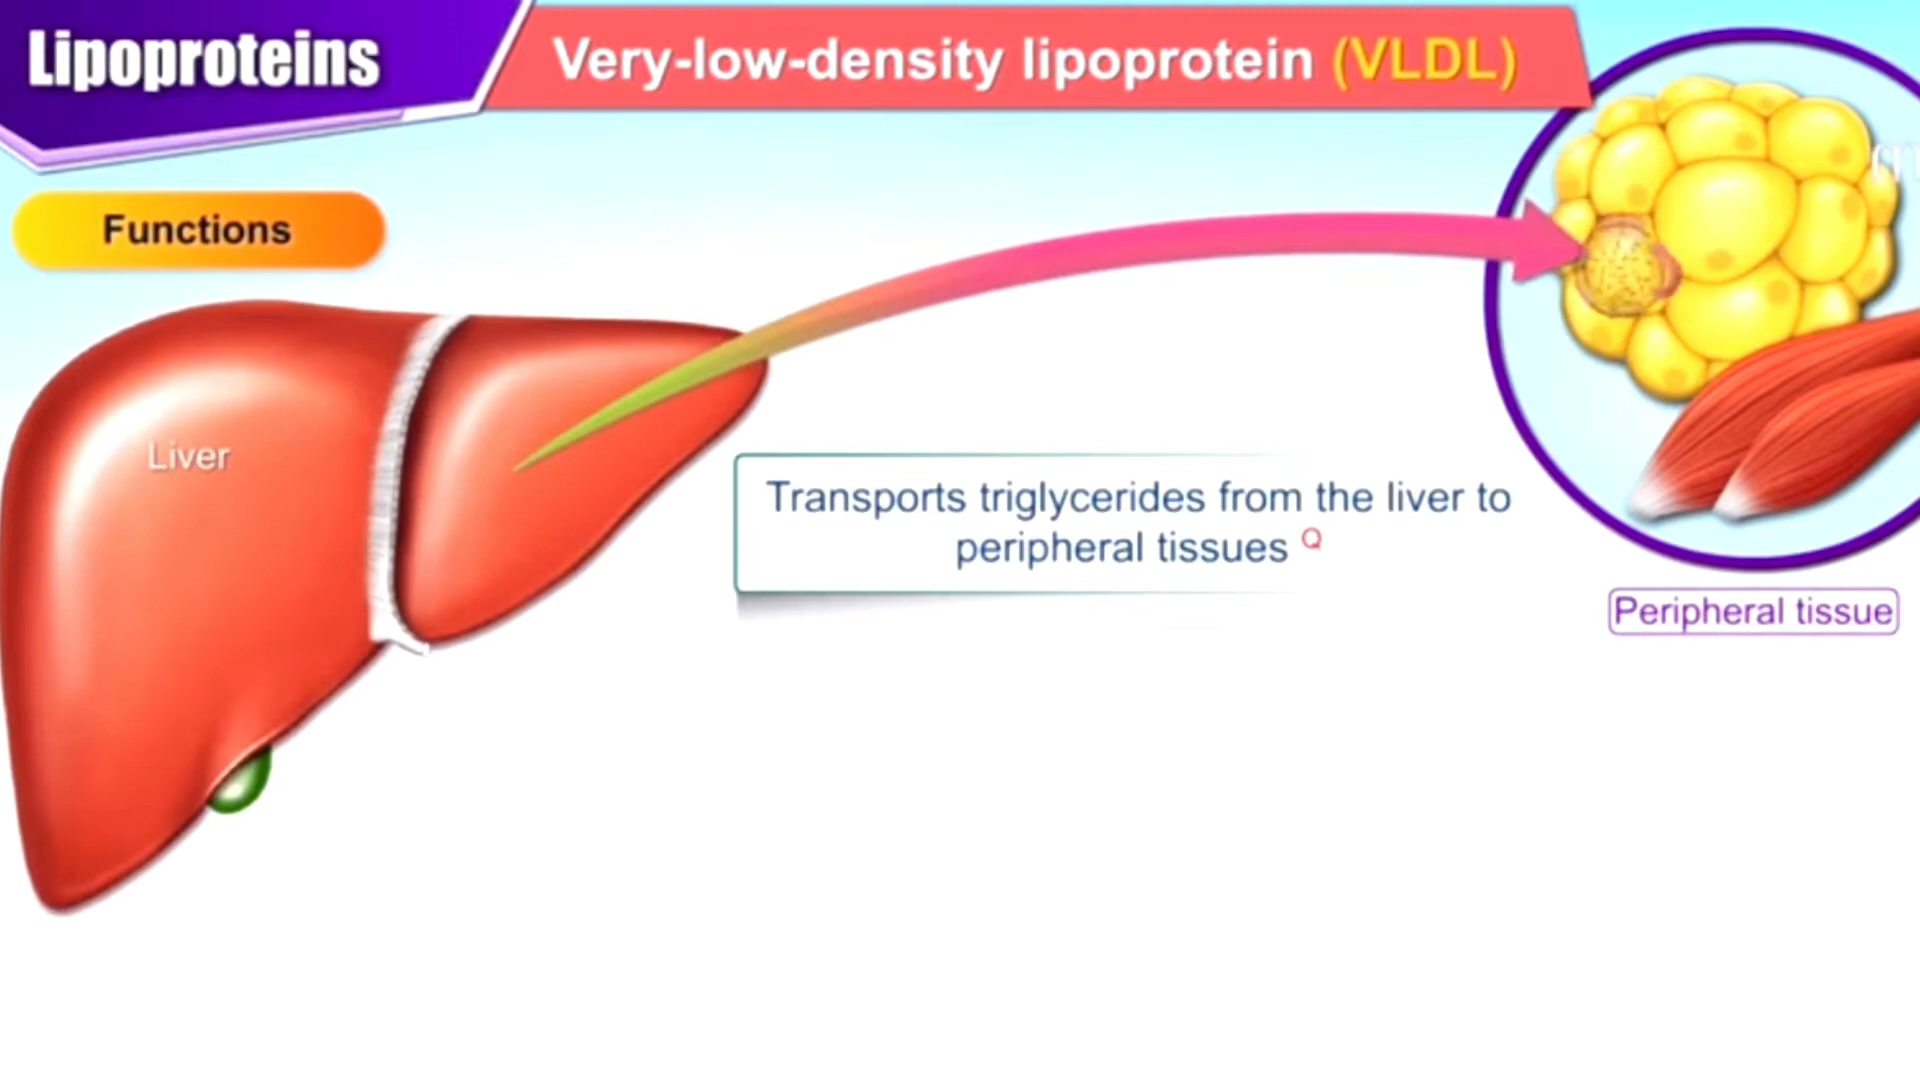 Lipoproteins
Very-low-density lipoprotein (VLDL)
Functions
Liver
Transports triglycerides from the liver to
peripheral tissues Q
Peripheral tissue